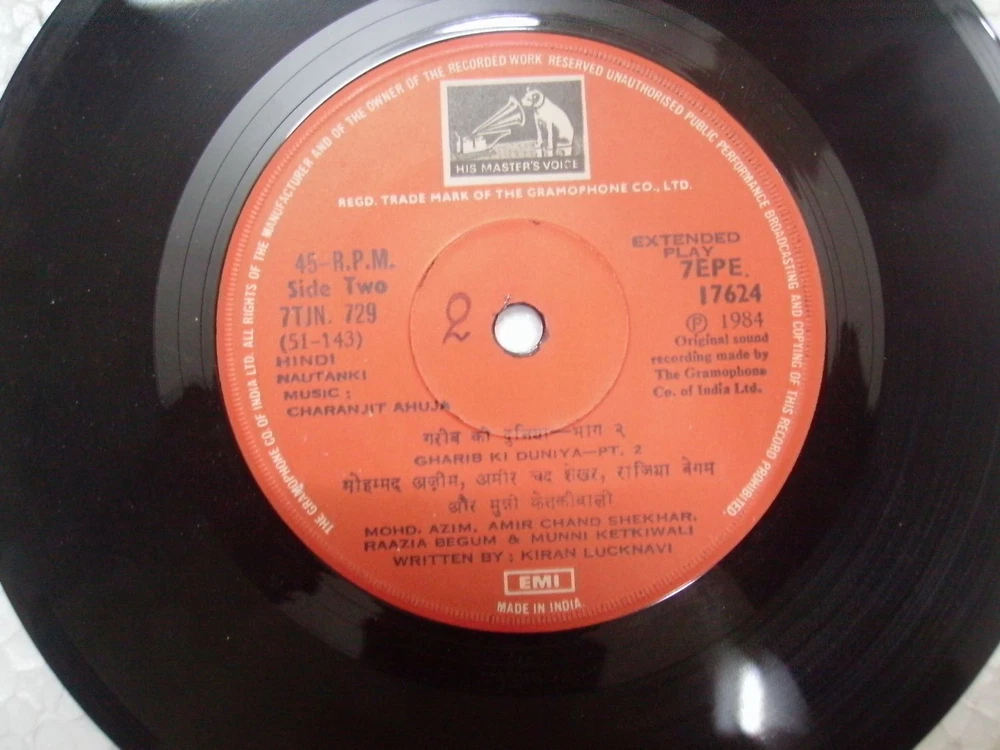 THE GRAMOPHONE CO OF INDIA LTD. ALL RIGHTS OF THE MANUFACTURER AND OF THE OWNER OF THE RECORDED WORK RESERVED UNAUTHORISED PUBLIC PERFORMANCE BROADCASTING AND COPYING OF THIS RECORD PROHIBITED.
HIS MASTER'S VOICE
REGD. TRADE MARK OF THE GRAMOPHONE CO., LTD.
45-R.P.M.
Side Two
7TJN. 729
(51-143)
HINDI
NAUTANKI
MUSIC :
CHARANJIT AHUJA
2
EXTENDED
PLAY
7EPE.
17624
℗ 1984
Original sound
recording made by
The Gramophone
Co. of India Ltd.
गरीब की दुनिया—भाग २
GHARIB KI DUNIYA—PT. 2
मोहम्मद अज़ीम, अमीर चद शेखर, राजिया बेगम
और मुन्नी केतकीवाली
MOHD. AZIM, AMIR CHAND SHEKHAR,
RAAZIA BEGUM & MUNNI KETKIWALI
WRITTEN BY : KIRAN LUCKNAVI
EMI
MADE IN INDIA.